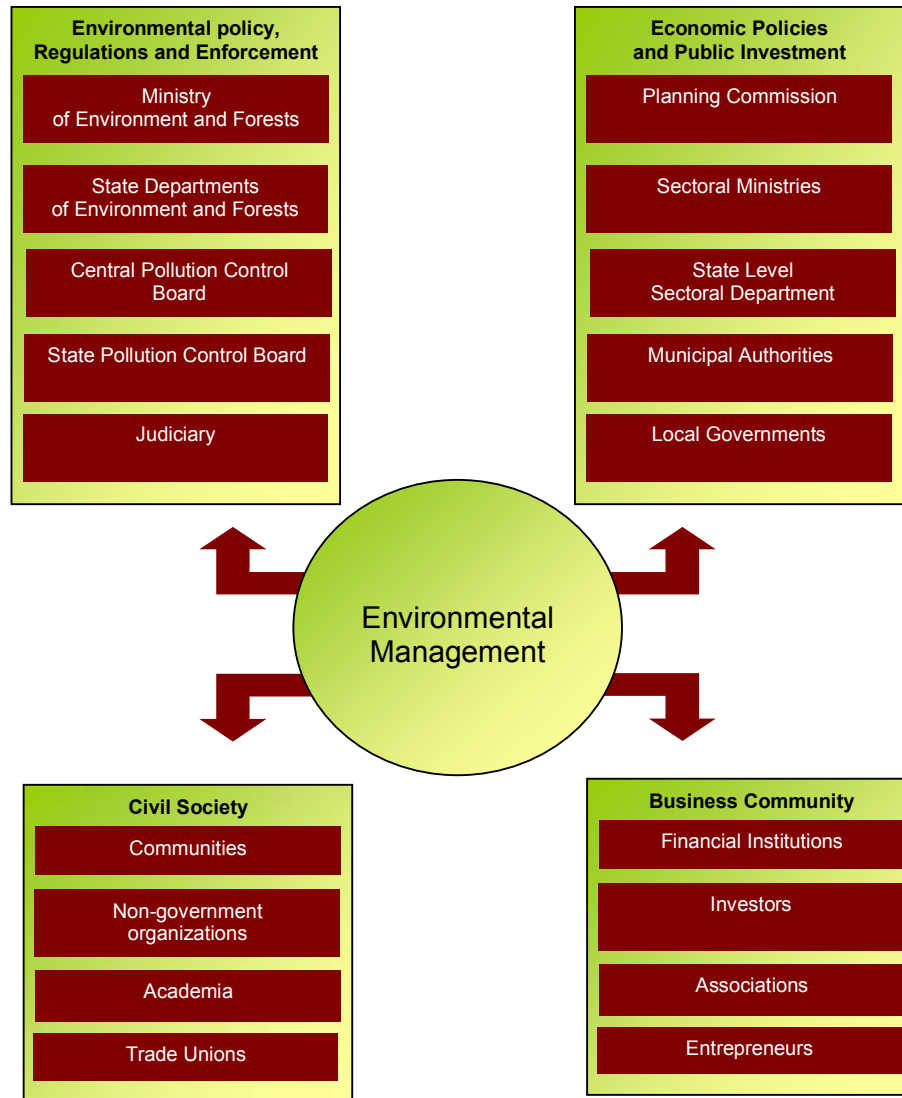 Environmental policy,
Regulations and Enforcement
Ministry
of Environment and Forests
State Departments
of Environment and Forests
Central Pollution Control
Board
State Pollution Control Board
Judiciary
Economic Policies
and Public Investment
Planning Commission
Sectoral Ministries
State Level
Sectoral Department
Municipal Authorities
Local Governments
Environmental
Management
Civil Society
Communities
Non-government
organizations
Academia
Trade Unions
Business Community
Financial Institutions
Investors
Associations
Entrepreneurs